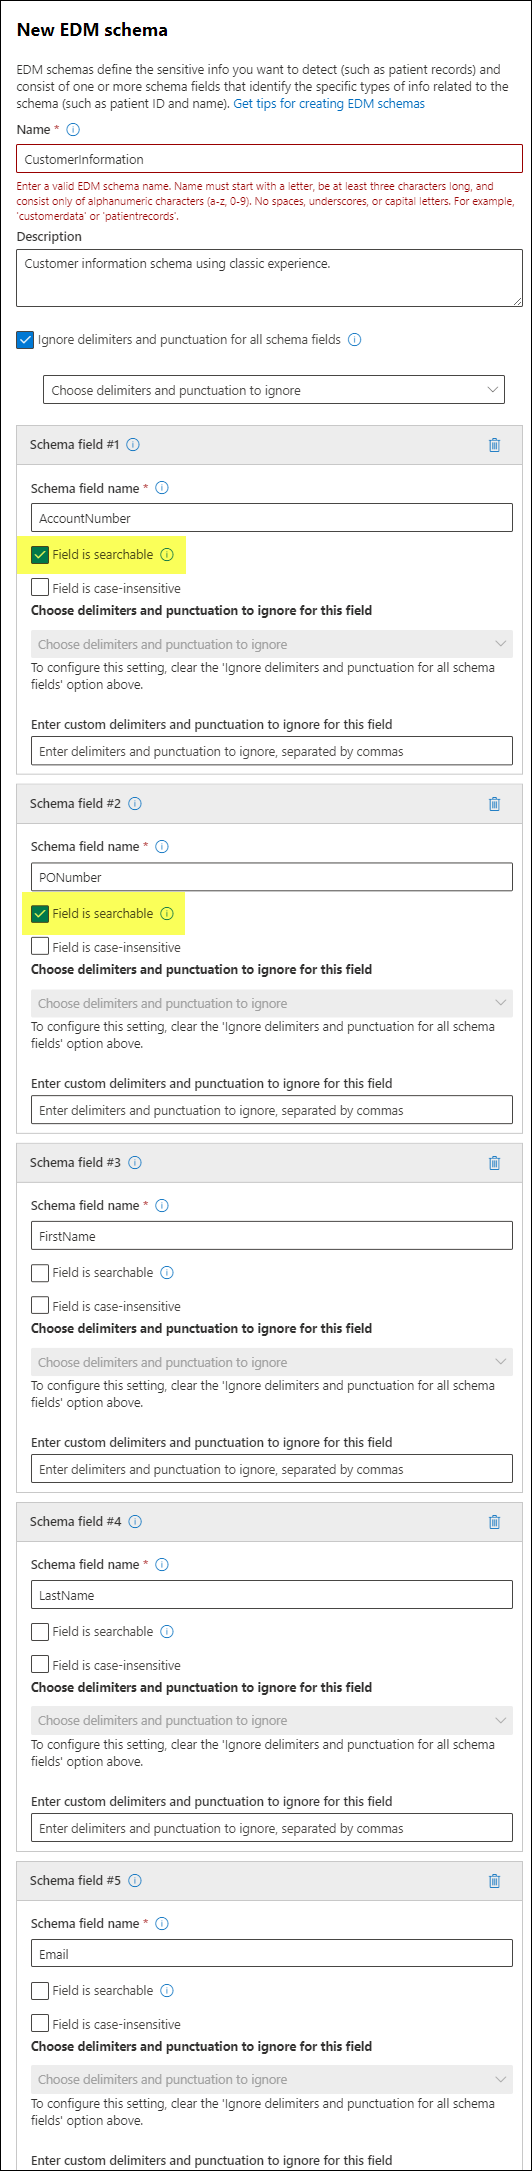 New EDM schema
EDM schemas define the sensitive info you want to detect (such as patient records) and
consist of one or more schema fields that identify the specific types of info related to the
schema (such as patient ID and name). Get tips for creating EDM schemas
Name *
CustomerInformation
Enter a valid EDM schema name. Name must start with a letter, be at least three characters long, and
consist only of alphanumeric characters (a-z, 0-9). No spaces, underscores, or capital letters. For example,
'customerdata' or 'patientrecords'.
Description
Customer information schema using classic experience.
Ignore delimiters and punctuation for all schema fields
Choose delimiters and punctuation to ignore
Schema field #1
Schema field name *
AccountNumber
Field is searchable
Field is case-insensitive
Choose delimiters and punctuation to ignore for this field
Choose delimiters and punctuation to ignore
To configure this setting, clear the 'Ignore delimiters and punctuation for all schema
fields' option above.
Enter custom delimiters and punctuation to ignore for this field
Enter delimiters and punctuation to ignore, separated by commas
Schema field #2
Schema field name *
PONumber
Field is searchable
Field is case-insensitive
Choose delimiters and punctuation to ignore for this field
Choose delimiters and punctuation to ignore
To configure this setting, clear the 'Ignore delimiters and punctuation for all schema
fields' option above.
Enter custom delimiters and punctuation to ignore for this field
Enter delimiters and punctuation to ignore, separated by commas
Schema field #3
Schema field name *
FirstName
Field is searchable
Field is case-insensitive
Choose delimiters and punctuation to ignore for this field
Choose delimiters and punctuation to ignore
To configure this setting, clear the 'Ignore delimiters and punctuation for all schema
fields' option above.
Enter custom delimiters and punctuation to ignore for this field
Enter delimiters and punctuation to ignore, separated by commas
Schema field #4
Schema field name *
LastName
Field is searchable
Field is case-insensitive
Choose delimiters and punctuation to ignore for this field
Choose delimiters and punctuation to ignore
To configure this setting, clear the 'Ignore delimiters and punctuation for all schema
fields' option above.
Enter custom delimiters and punctuation to ignore for this field
Enter delimiters and punctuation to ignore, separated by commas
Schema field #5
Schema field name *
Email
Field is searchable
Field is case-insensitive
Choose delimiters and punctuation to ignore for this field
Choose delimiters and punctuation to ignore
To configure this setting, clear the 'Ignore delimiters and punctuation for all schema
fields' option above.
Enter custom delimiters and punctuation to ignore for this field